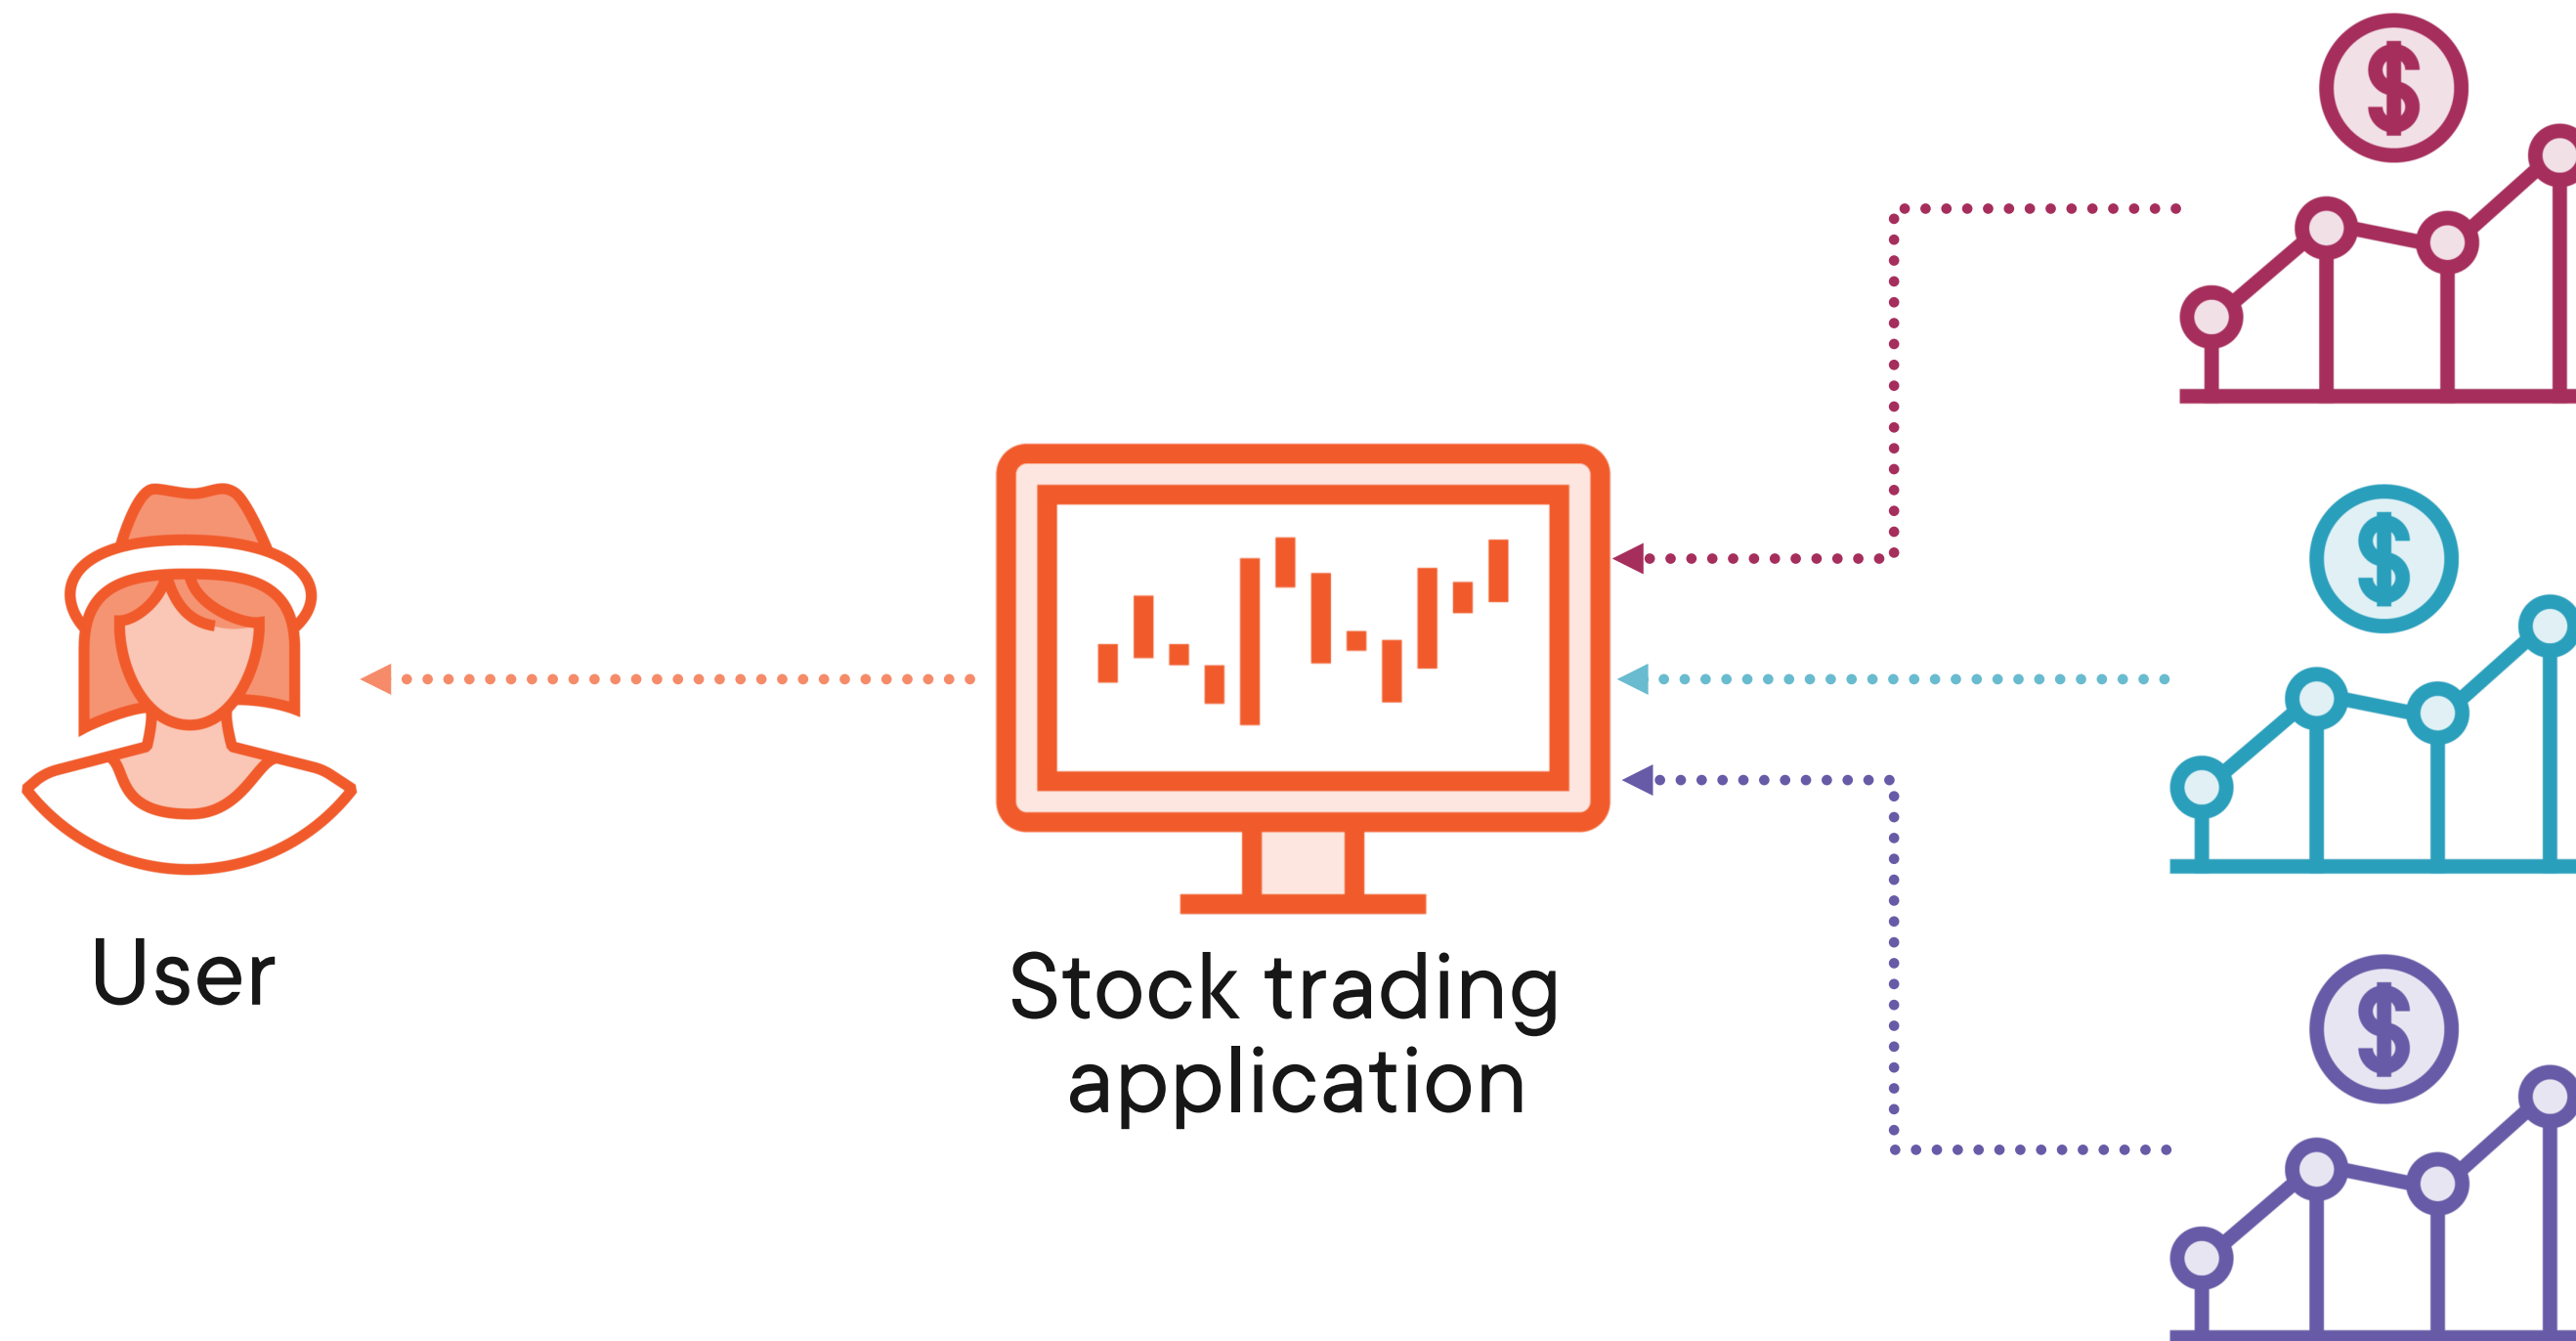 $
$
User
Stock trading
application
$